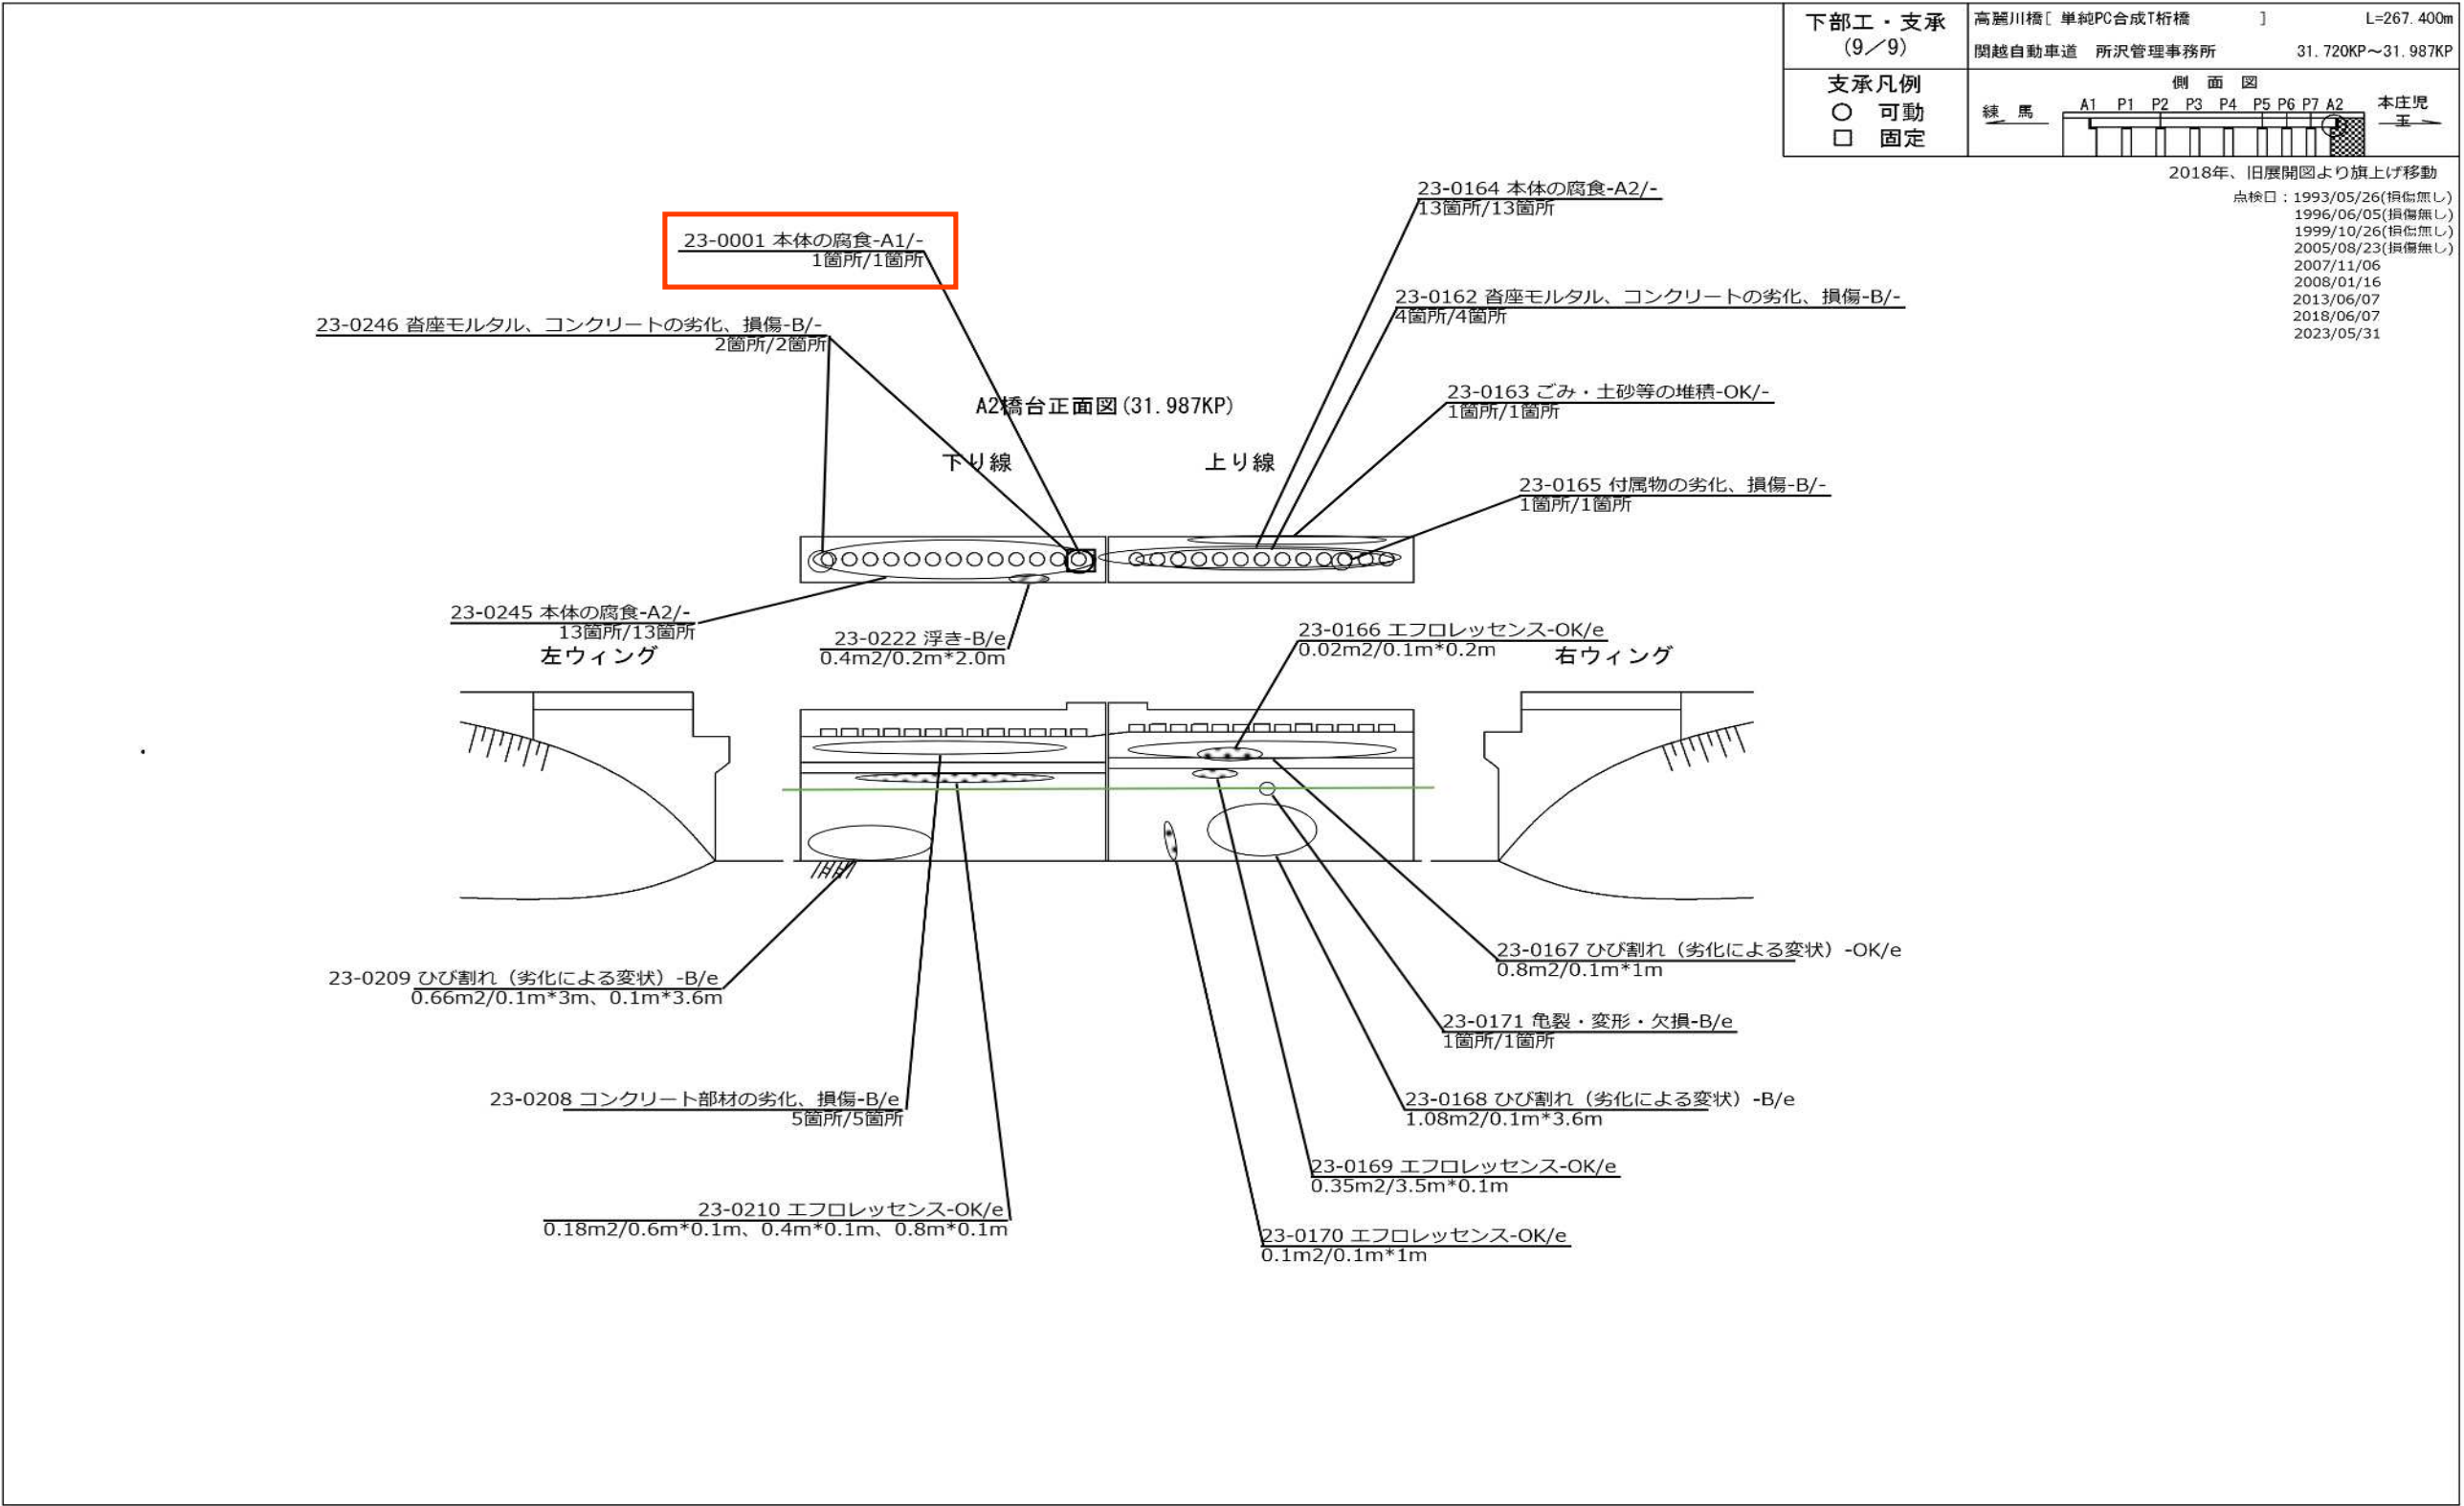 下部工・支承
(9／9)
高麗川橋[ 単純PC合成T桁橋 ] L=267.400m
関越自動車道 所沢管理事務所 31.720KP～31.987KP
支承凡例
○ 可動
□ 固定
側 面 図
練 馬
A1 P1 P2 P3 P4 P5 P6 P7 A2
本庄児
玉
2018年、旧展開図より旗上げ移動
点検日：1993/05/26(損傷無し)
1996/06/05(損傷無し)
1999/10/26(損傷無し)
2005/08/23(損傷無し)
2007/11/06
2008/01/16
2013/06/07
2018/06/07
2023/05/31
23-0164 本体の腐食-A2/-
13箇所/13箇所
23-0001 本体の腐食-A1/-
1箇所/1箇所
23-0162 沓座モルタル、コンクリートの劣化、損傷-B/-
4箇所/4箇所
23-0246 沓座モルタル、コンクリートの劣化、損傷-B/-
2箇所/2箇所
23-0163 ごみ・土砂等の堆積-OK/-
1箇所/1箇所
A2橋台正面図(31.987KP)
下り線
上り線
23-0165 付属物の劣化、損傷-B/-
1箇所/1箇所
23-0245 本体の腐食-A2/-
13箇所/13箇所
23-0222 浮き-B/e
0.4m2/0.2m*2.0m
23-0166 エフロレッセンス-OK/e
0.02m2/0.1m*0.2m
左ウィング
右ウィング
23-0167 ひび割れ（劣化による変状）-OK/e
0.8m2/0.1m*1m
23-0209 ひび割れ（劣化による変状）-B/e
0.66m2/0.1m*3m、0.1m*3.6m
23-0171 亀裂・変形・欠損-B/e
1箇所/1箇所
23-0208 コンクリート部材の劣化、損傷-B/e
5箇所/5箇所
23-0168 ひび割れ（劣化による変状）-B/e
1.08m2/0.1m*3.6m
23-0169 エフロレッセンス-OK/e
0.35m2/3.5m*0.1m
23-0210 エフロレッセンス-OK/e
0.18m2/0.6m*0.1m、0.4m*0.1m、0.8m*0.1m
23-0170 エフロレッセンス-OK/e
0.1m2/0.1m*1m